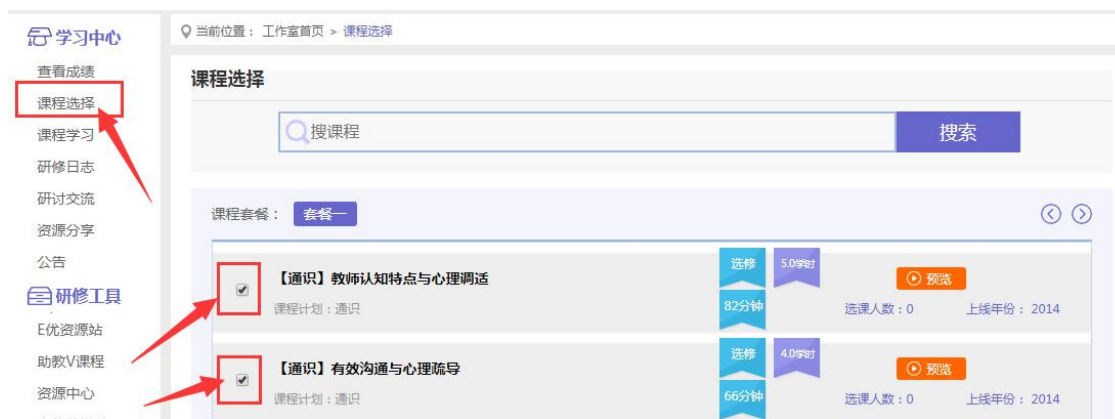 学习中心
查看成绩
课程选择
课程学习
研修日志
研讨交流
资源分享
公告
研修工具
E优资源站
助教V课程
资源中心
当前位置： 工作室首页 > 课程选择
课程选择
搜课程
搜索
课程套餐： 套餐一
【通识】教师认知特点与心理调适
课程计划：通识
选修
5.0学时
82分钟
预览
选课人数：0 上线年份： 2014
【通识】有效沟通与心理疏导
课程计划：通识
选修
4.0学时
66分钟
预览
选课人数：0 上线年份： 2014